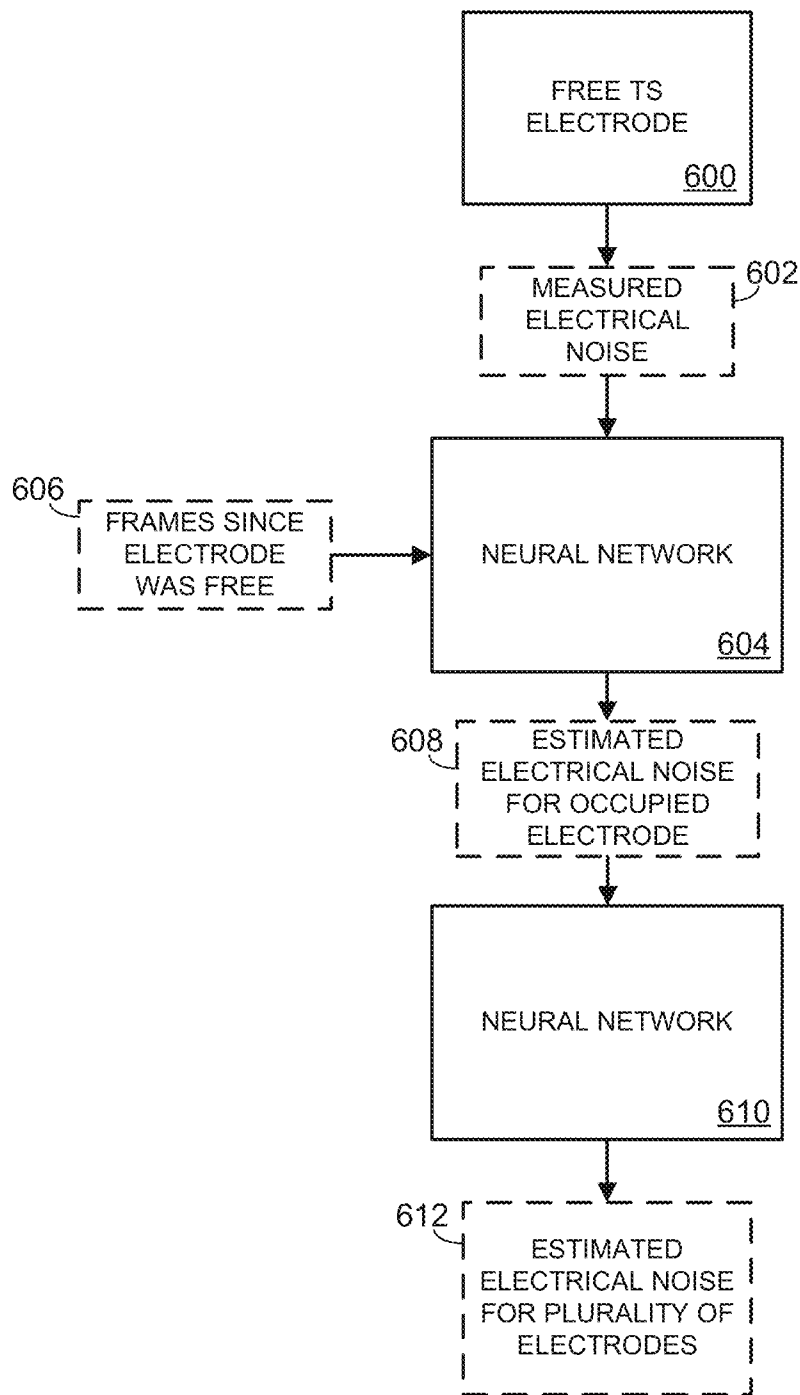 FREE TS
ELECTRODE
600
602
MEASURED
ELECTRICAL
NOISE
606
FRAMES SINCE
ELECTRODE
WAS FREE
NEURAL NETWORK
604
608
ESTIMATED
ELECTRICAL NOISE
FOR OCCUPIED
ELECTRODE
NEURAL NETWORK
610
612
ESTIMATED
ELECTRICAL NOISE
FOR PLURALITY OF
ELECTRODES